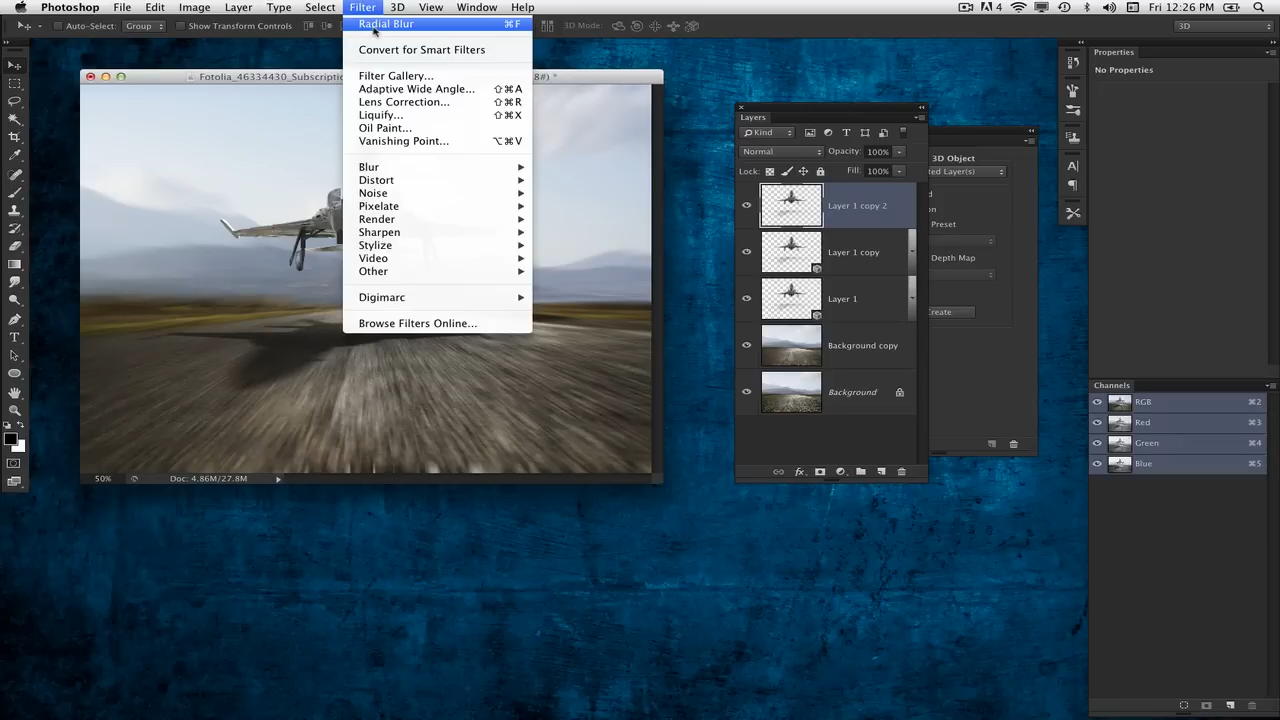 Photoshop File Edit Image Layer Type Select Filter 3D View Window Help
4 Fri 12:26 PM
Auto-Select: Group Show Transform Controls 3D Mode: 3D
Fotolia_46334430_Subscriptio 8#) *
Radial Blur ⌘F
Convert for Smart Filters
Filter Gallery...
Adaptive Wide Angle... ⇧⌘A
Lens Correction... ⇧⌘R
Liquify... ⇧⌘X
Oil Paint...
Vanishing Point... ⌥⌘V
Blur
Distort
Noise
Pixelate
Render
Sharpen
Stylize
Video
Other
Digimarc
Browse Filters Online...
50% Doc: 4.86M/27.8M
Layers
Kind
Normal Opacity: 100%
Lock: Fill: 100%
Layer 1 copy 2
Layer 1 copy
Layer 1
Background copy
Background
fx
3D Object
ted Layer(s)
Preset
Depth Map
Create
Properties
No Properties
Channels
RGB ⌘2
Red ⌘3
Green ⌘4
Blue ⌘5